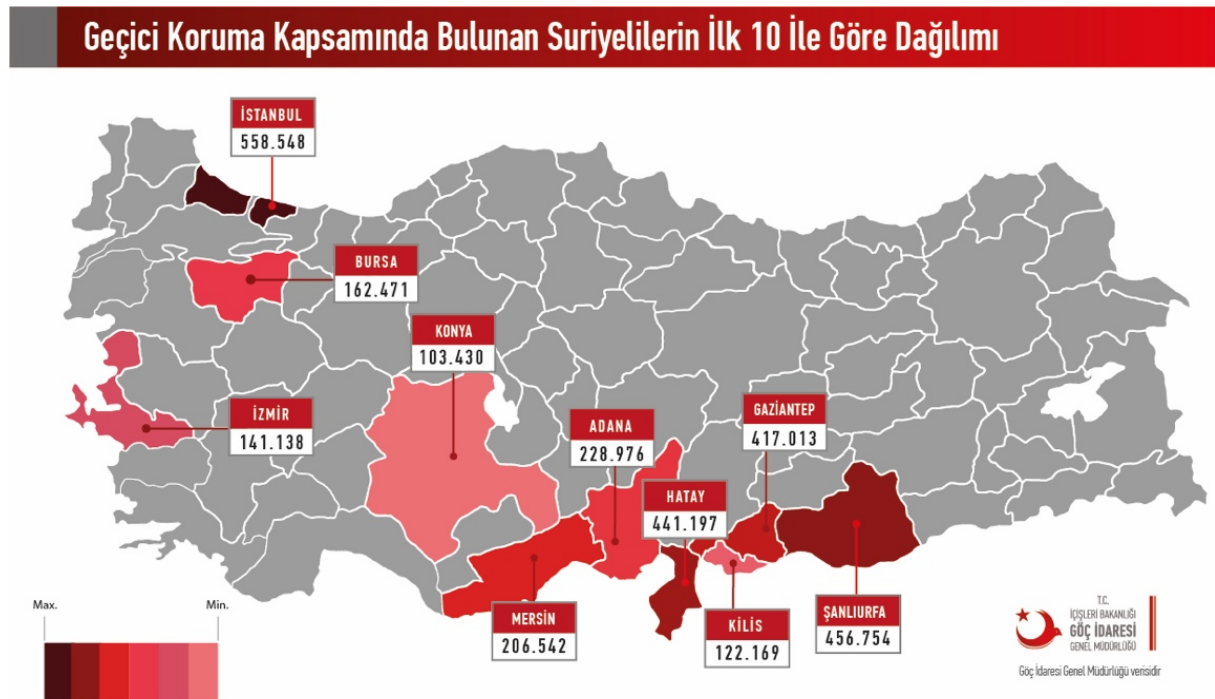 Geçici Koruma Kapsamında Bulunan Suriyelilerin İlk 10 İle Göre Dağılımı
İSTANBUL
558.548
BURSA
162.471
KONYA
103.430
İZMİR
141.138
ADANA
228.976
GAZİANTEP
417.013
HATAY
441.197
MERSİN
206.542
KİLİS
122.169
ŞANLIURFA
456.754
Max.
Min.
T.C.
İÇİŞLERİ BAKANLIĞI
GÖÇ İDARESİ
GENEL MÜDÜRLÜĞÜ
Göç İdaresi Genel Müdürlüğü verisidir